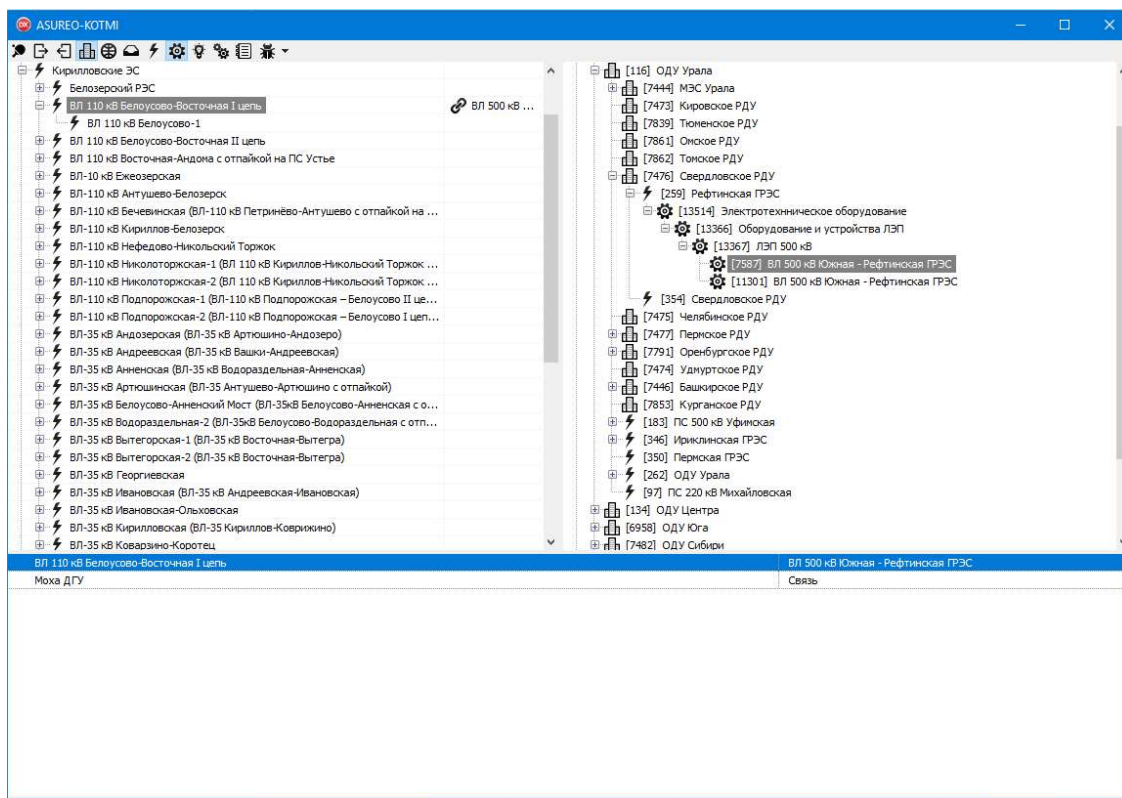 ASUREO-KOTMI
Кирилловские ЭС
Белозерский РЭС
ВЛ 110 кВ Белоусово-Восточная I цепь
ВЛ 500 кВ ...
ВЛ 110 кВ Белоусово-1
ВЛ 110 кВ Белоусово-Восточная II цепь
ВЛ 110 кВ Восточная-Андома с отпайкой на ПС Устье
ВЛ-10 кВ Ежеозерская
ВЛ-110 кВ Антушево-Белозерск
ВЛ-110 кВ Бечевинская (ВЛ-110 кВ Петринёво-Антушево с отпайкой на ...
ВЛ-110 кВ Кириллов-Белозерск
ВЛ-110 кВ Нефедово-Никольский Торжок
ВЛ-110 кВ Николоторжская-1 (ВЛ 110 кВ Кириллов-Никольский Торжок ...
ВЛ-110 кВ Николоторжская-2 (ВЛ 110 кВ Кириллов-Никольский Торжок ...
ВЛ-110 кВ Подпорожская-1 (ВЛ-110 кВ Подпорожская – Белоусово II це...
ВЛ-110 кВ Подпорожская-2 (ВЛ-110 кВ Подпорожская – Белоусово I цеп...
ВЛ-35 кВ Андозерская (ВЛ-35 кВ Артюшино-Андозеро)
ВЛ-35 кВ Андреевская (ВЛ-35 кВ Вашки-Андреевская)
ВЛ-35 кВ Анненская (ВЛ-35 кВ Водораздельная-Анненская)
ВЛ-35 кВ Артюшинская (ВЛ-35 Антушево-Артюшино с отпайкой)
ВЛ-35 кВ Белоусово-Анненский Мост (ВЛ-35кВ Белоусово-Анненская с о...
ВЛ-35 кВ Водораздельная-2 (ВЛ-35кВ Белоусово-Водораздельная с отп...
ВЛ-35 кВ Вытегорская-1 (ВЛ-35 кВ Восточная-Вытегра)
ВЛ-35 кВ Вытегорская-2 (ВЛ-35 кВ Восточная-Вытегра)
ВЛ-35 кВ Георгиевская
ВЛ-35 кВ Ивановская (ВЛ-35 кВ Андреевская-Ивановская)
ВЛ-35 кВ Ивановская-Ольховская
ВЛ-35 кВ Кирилловская (ВЛ-35 Кириллов-Коврижино)
ВЛ-35 кВ Коварзино-Коротец
[116] ОДУ Урала
[7444] МЭС Урала
[7473] Кировское РДУ
[7839] Тюменское РДУ
[7861] Омское РДУ
[7862] Томское РДУ
[7476] Свердловское РДУ
[259] Рефтинская ГРЭС
[13514] Электротехнническое оборудование
[13366] Оборудование и устройства ЛЭП
[13367] ЛЭП 500 кВ
[7587] ВЛ 500 кВ Южная - Рефтинская ГРЭС
[11301] ВЛ 500 кВ Южная - Рефтинская ГРЭС
[354] Свердловское РДУ
[7475] Челябинское РДУ
[7477] Пермское РДУ
[7791] Оренбургское РДУ
[7474] Удмуртское РДУ
[7446] Башкирское РДУ
[7853] Курганское РДУ
[183] ПС 500 кВ Уфимская
[346] Ириклинская ГРЭС
[350] Пермская ГРЭС
[262] ОДУ Урала
[97] ПС 220 кВ Михайловская
[134] ОДУ Центра
[6958] ОДУ Юга
[7482] ОДУ Сибири
ВЛ 110 кВ Белоусово-Восточная I цепь
ВЛ 500 кВ Южная - Рефтинская ГРЭС
Моха ДГУ
Связь